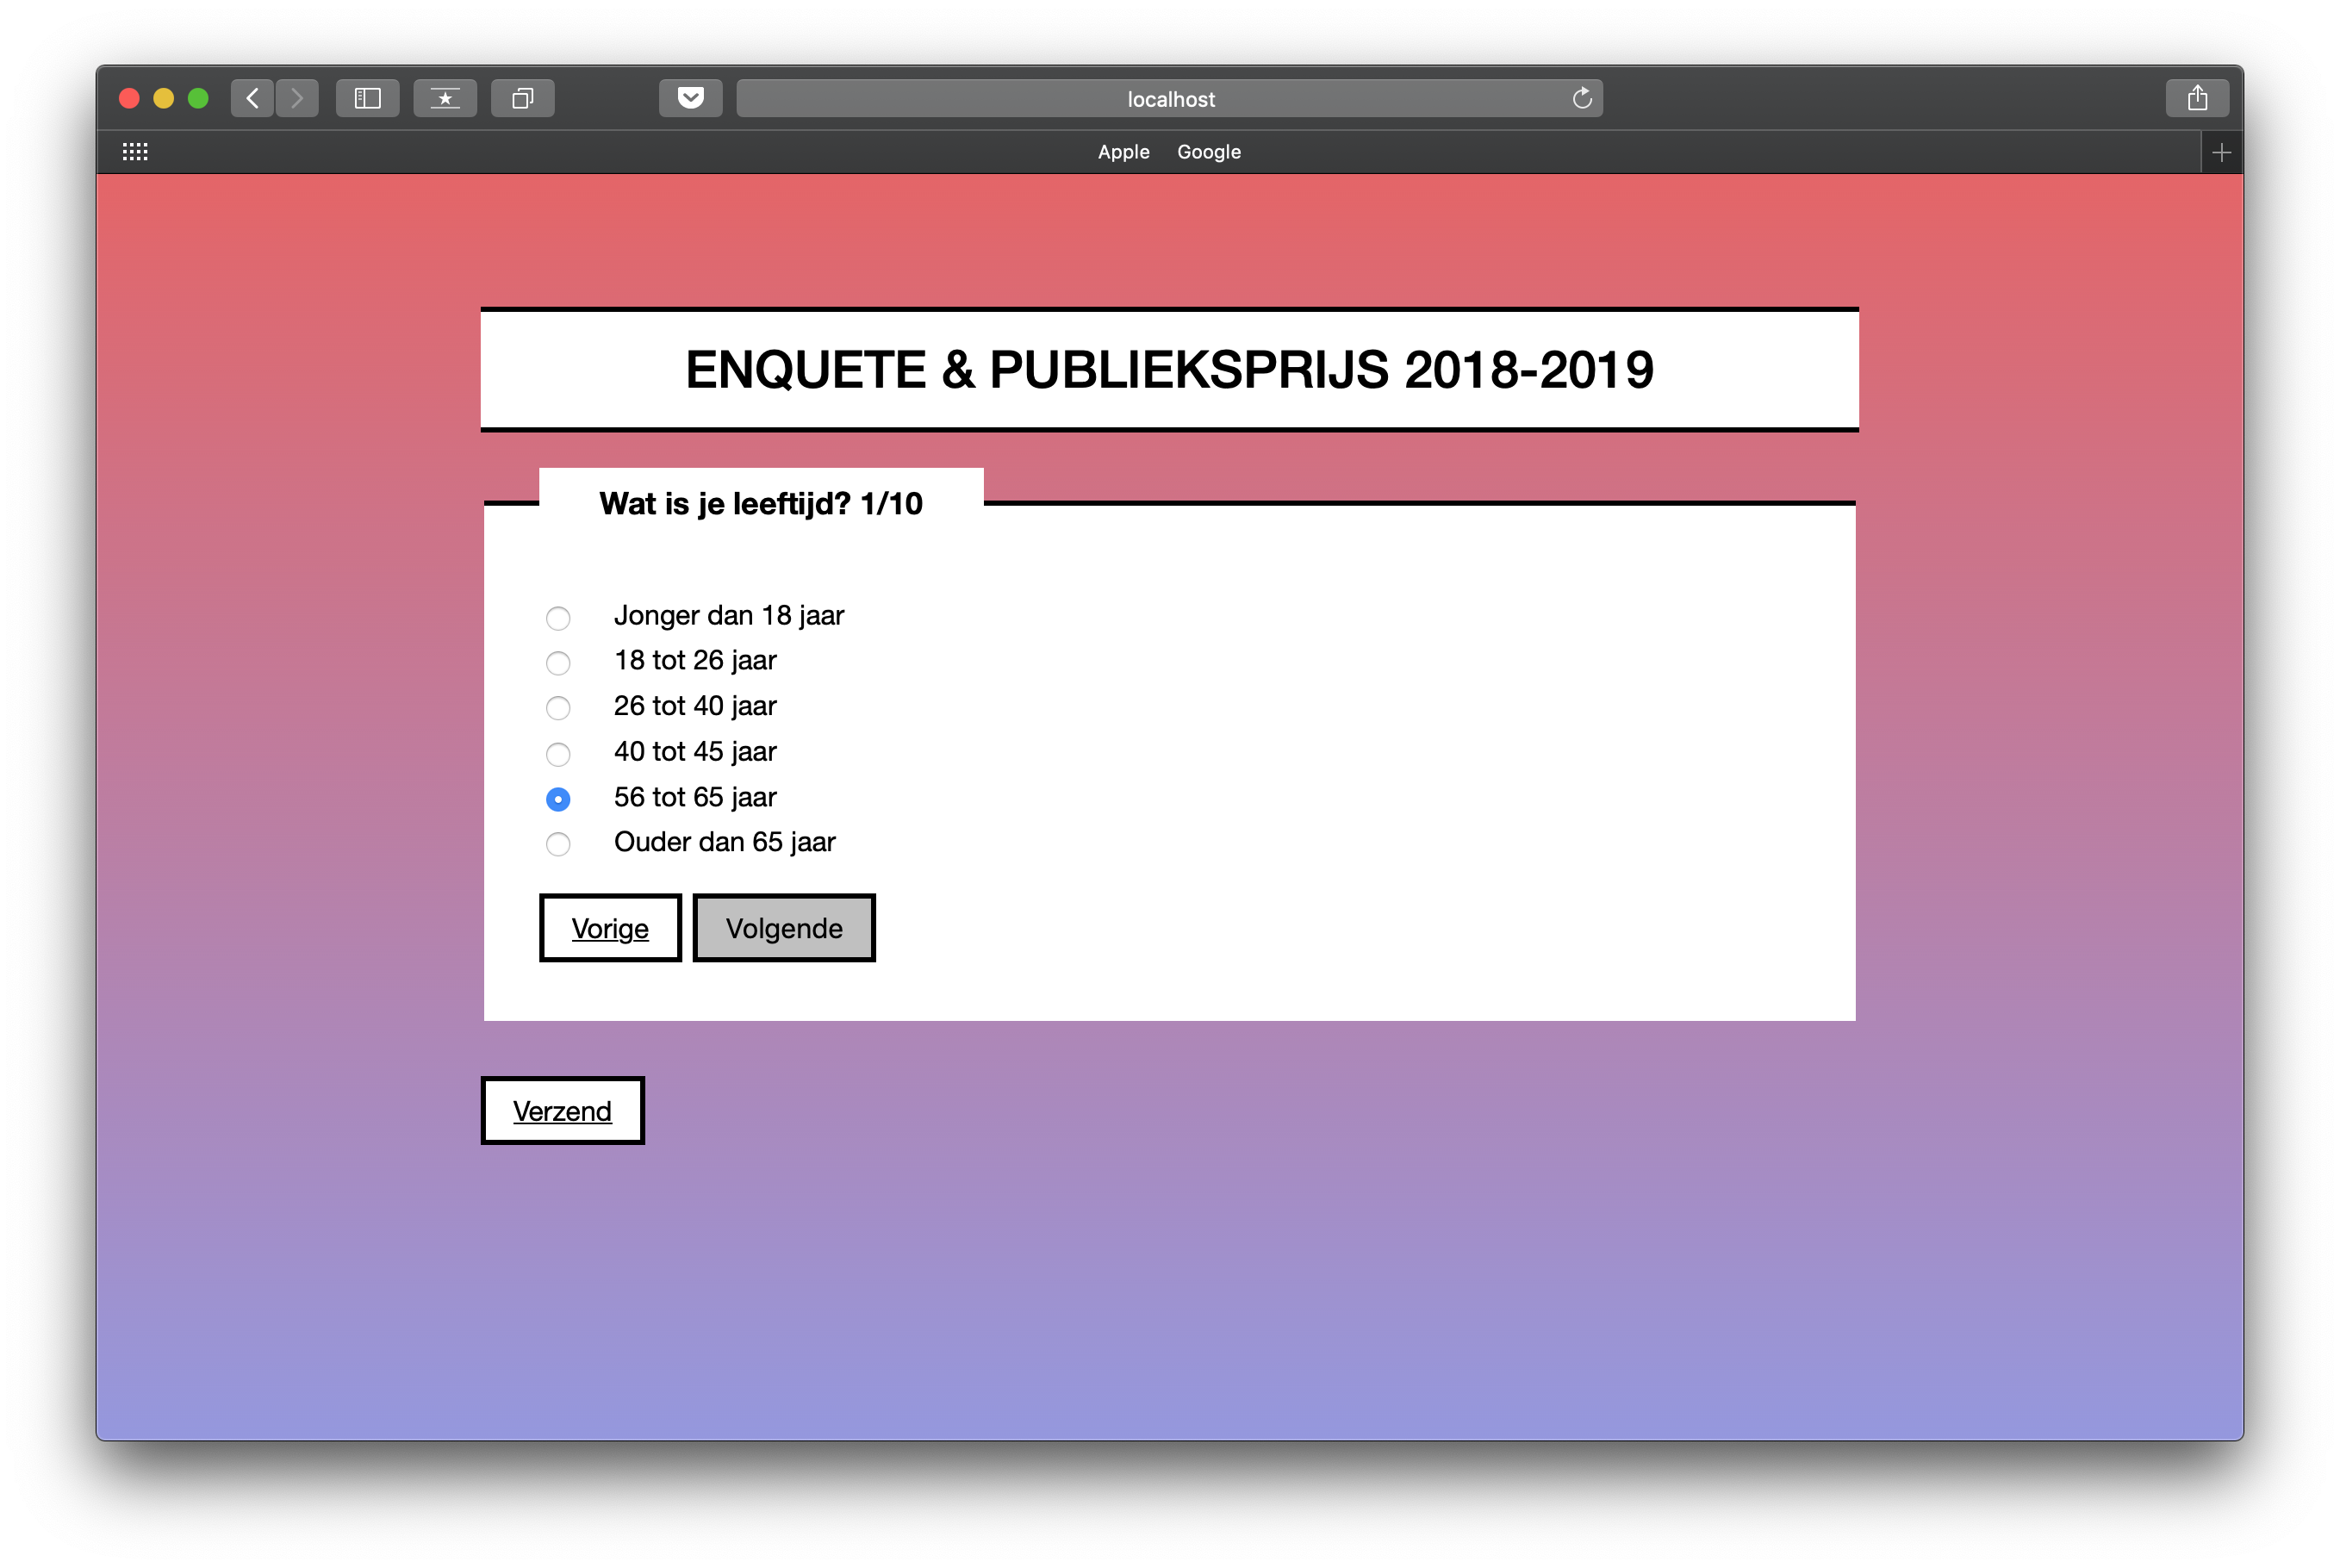 localhost
Apple Google
ENQUETE & PUBLIEKSPRIJS 2018-2019
Wat is je leeftijd? 1/10
Jonger dan 18 jaar
18 tot 26 jaar
26 tot 40 jaar
40 tot 45 jaar
56 tot 65 jaar
Ouder dan 65 jaar
Vorige Volgende
Verzend